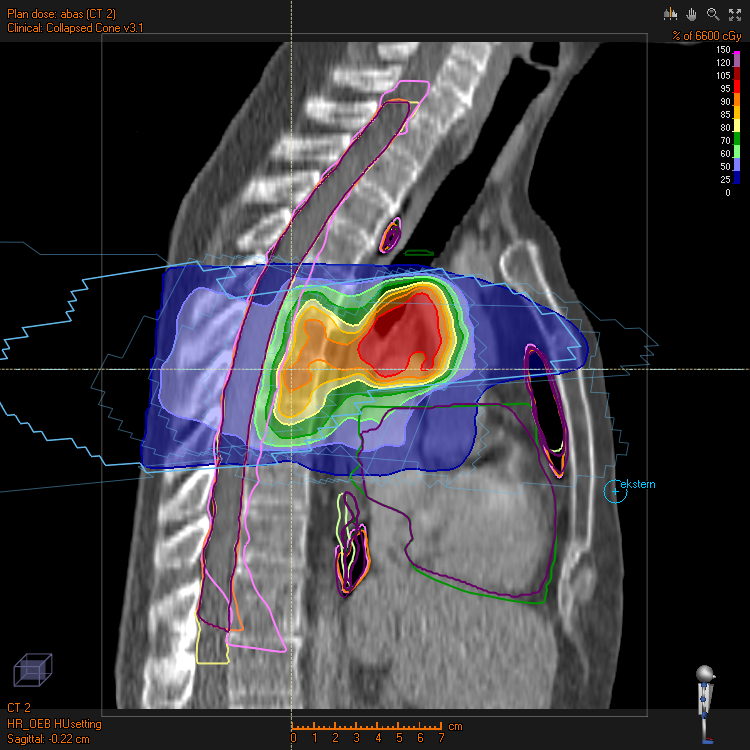 Plan dose: abas (CT 2)
Clinical: Collapsed Cone v3.1
% of 6600 cGy
150
120
105
95
90
85
80
70
60
50
25
0
ekstern
CT 2
HR_OEB HUsetting
Sagittal: -0.22 cm
cm
0 1 2 3 4 5 6 7